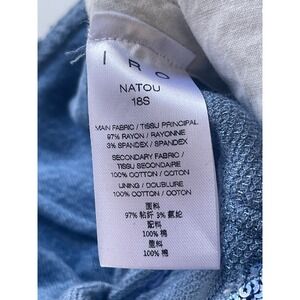 IRO
NATOU
18S
MAIN FABRIC / TISSU PRINCIPAL
97% RAYON / RAYONNE
3% SPANDEX / SPANDEX
SECONDARY FABRIC /
TISSU SECONDAIRE
100% COTTON / COTON
LINING / DOUBLURE
100% COTTON / COTON
面料
97% 粘纤 3% 氨纶
配料
100% 棉
里料
100% 棉